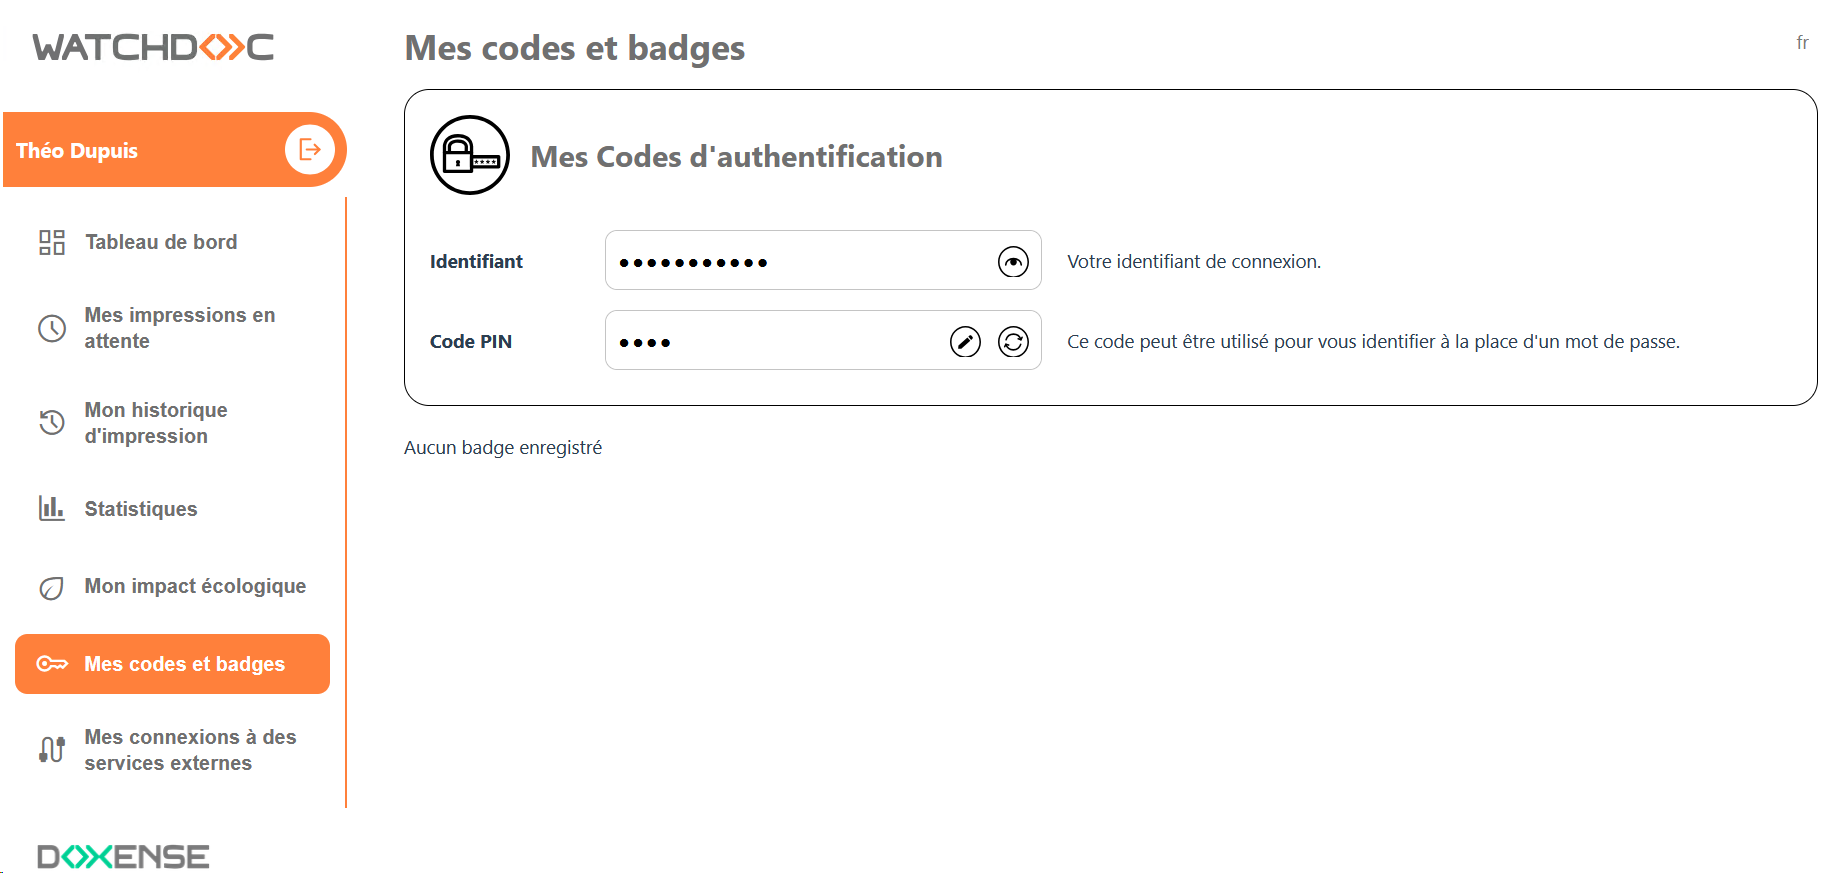 WATCHDOC
Mes codes et badges
fr
Théo Dupuis
Mes Codes d'authentification
Tableau de bord
Identifiant
●●●●●●●●●●●
Votre identifiant de connexion.
Mes impressions en
attente
Code PIN
●●●●
Ce code peut être utilisé pour vous identifier à la place d'un mot de passe.
Mon historique
d'impression
Aucun badge enregistré
Statistiques
Mon impact écologique
Mes codes et badges
Mes connexions à des
services externes
DOXENSE